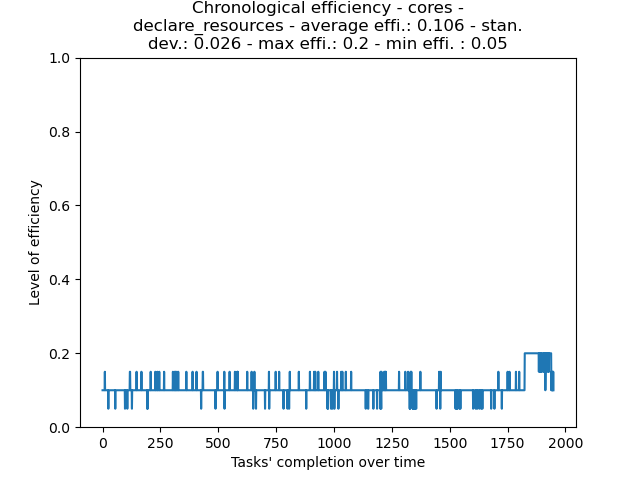 Chronological efficiency - cores -
declare_resources - average effi.: 0.106 - stan.
dev.: 0.026 - max effi.: 0.2 - min effi. : 0.05
1.0
0.8
0.6
0.4
0.2
0.0
Level of efficiency
0 250 500 750 1000 1250 1500 1750 2000
Tasks' completion over time